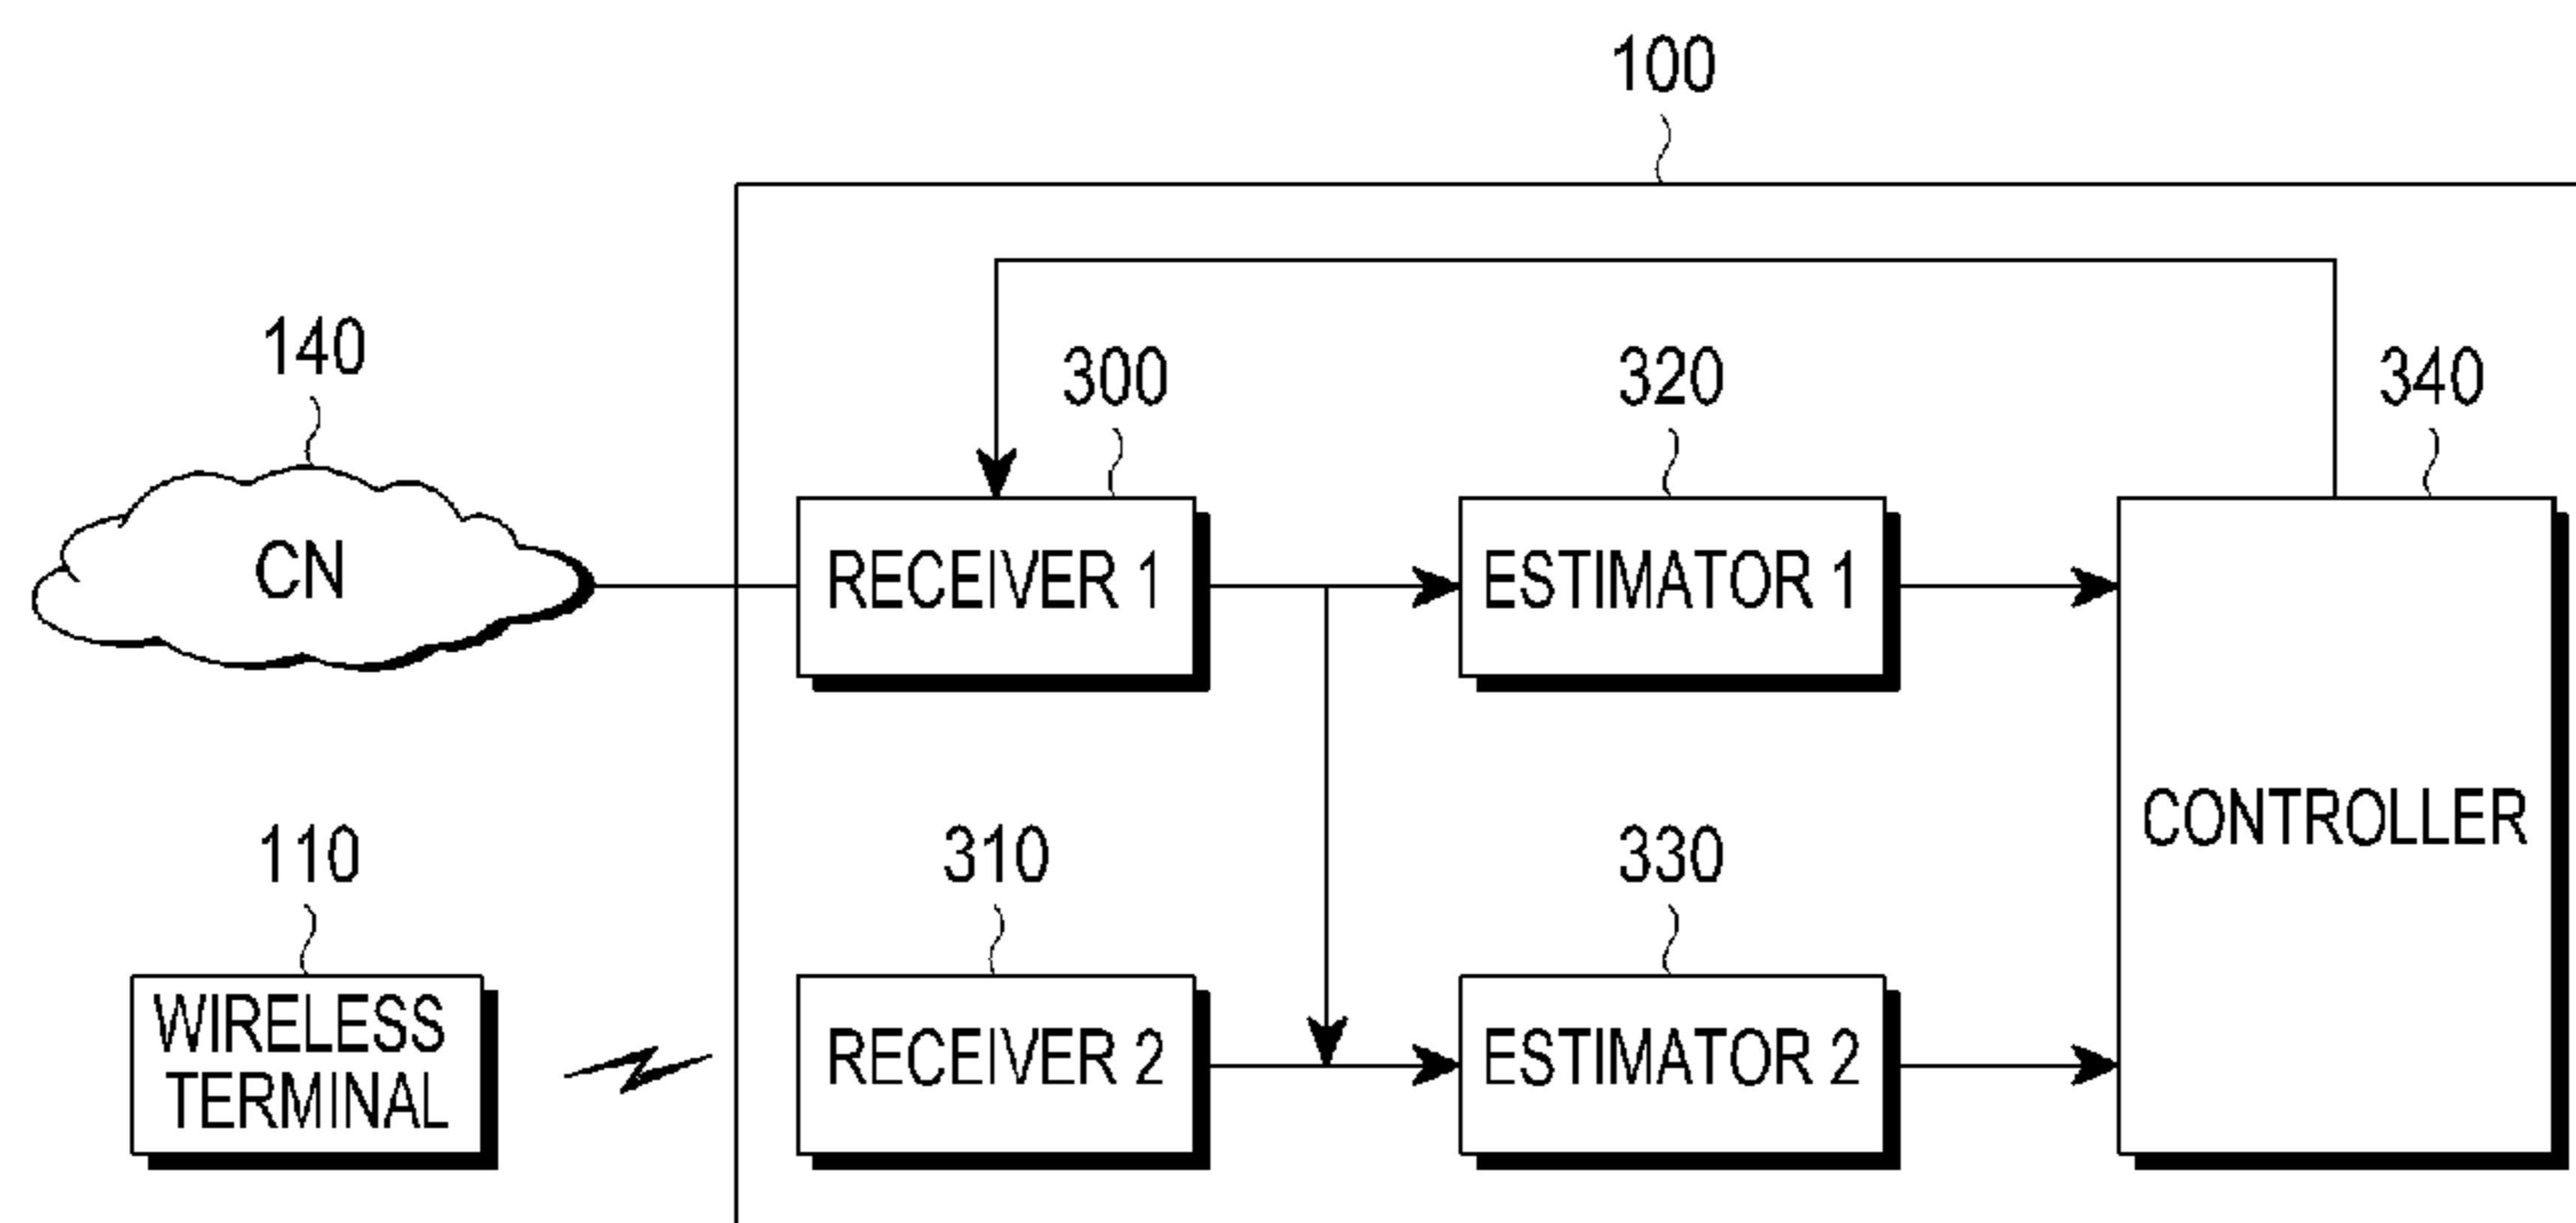 100
140
300
320
340
CN
RECEIVER 1
ESTIMATOR 1
CONTROLLER
110
310
330
WIRELESS
TERMINAL
RECEIVER 2
ESTIMATOR 2